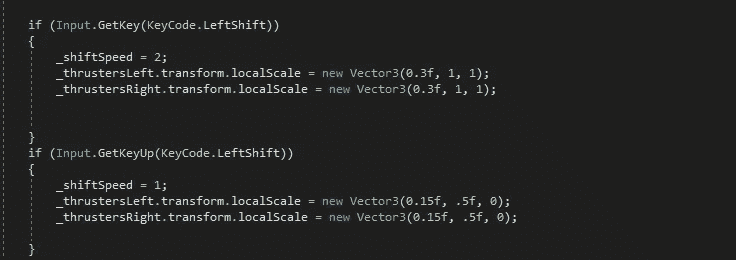 if (Input.GetKey(KeyCode.LeftShift))
{
_shiftSpeed = 2;
_thrustersLeft.transform.localScale = new Vector3(0.3f, 1, 1);
_thrustersRight.transform.localScale = new Vector3(0.3f, 1, 1);
}
if (Input.GetKeyUp(KeyCode.LeftShift))
{
_shiftSpeed = 1;
_thrustersLeft.transform.localScale = new Vector3(0.15f, .5f, 0);
_thrustersRight.transform.localScale = new Vector3(0.15f, .5f, 0);
}